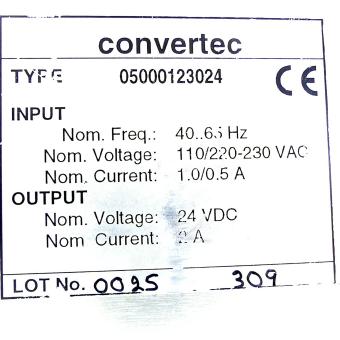 convertec
TYPE 05000123024 CE
INPUT
Nom. Freq.: 40..65 Hz
Nom. Voltage: 110/220-230 VAC
Nom. Current: 1.0/0.5 A
OUTPUT
Nom. Voltage: 24 VDC
Nom Current: 2 A
LOT No. 0025 309